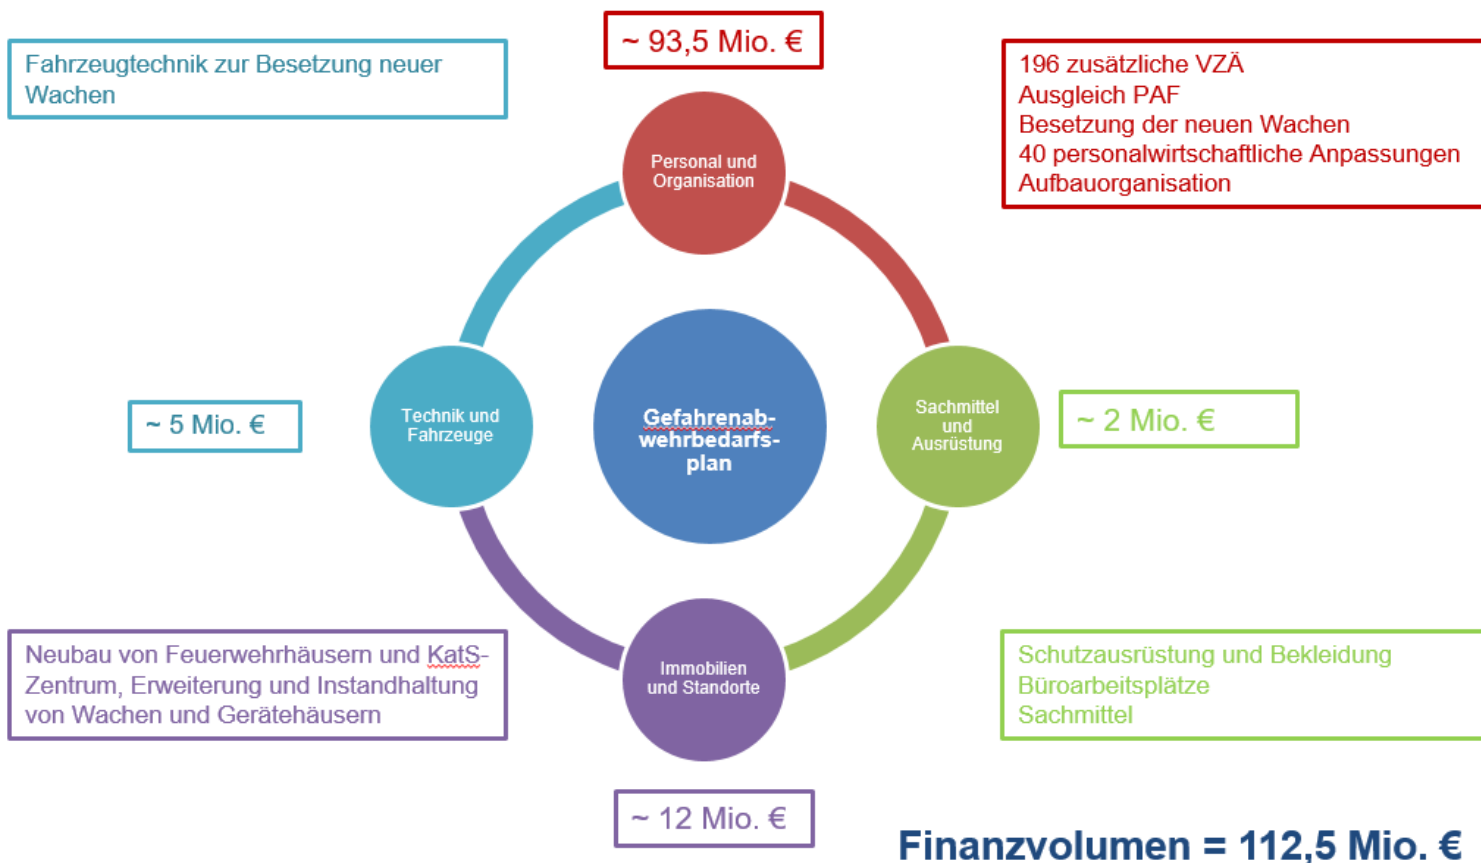 ~ 93,5 Mio. €
Fahrzeugtechnik zur Besetzung neuer
Wachen
196 zusätzliche VZÄ
Ausgleich PAF
Besetzung der neuen Wachen
40 personalwirtschaftliche Anpassungen
Aufbauorganisation
Personal und
Organisation
~ 5 Mio. €
Technik und
Fahrzeuge
Gefahrenab-
wehrbedarfs-
plan
Sachmittel
und
Ausrüstung
~ 2 Mio. €
Neubau von Feuerwehrhäusern und KatS-
Zentrum, Erweiterung und Instandhaltung
von Wachen und Gerätehäusern
Immobilien
und Standorte
Schutzausrüstung und Bekleidung
Büroarbeitsplätze
Sachmittel
~ 12 Mio. €
Finanzvolumen = 112,5 Mio. €